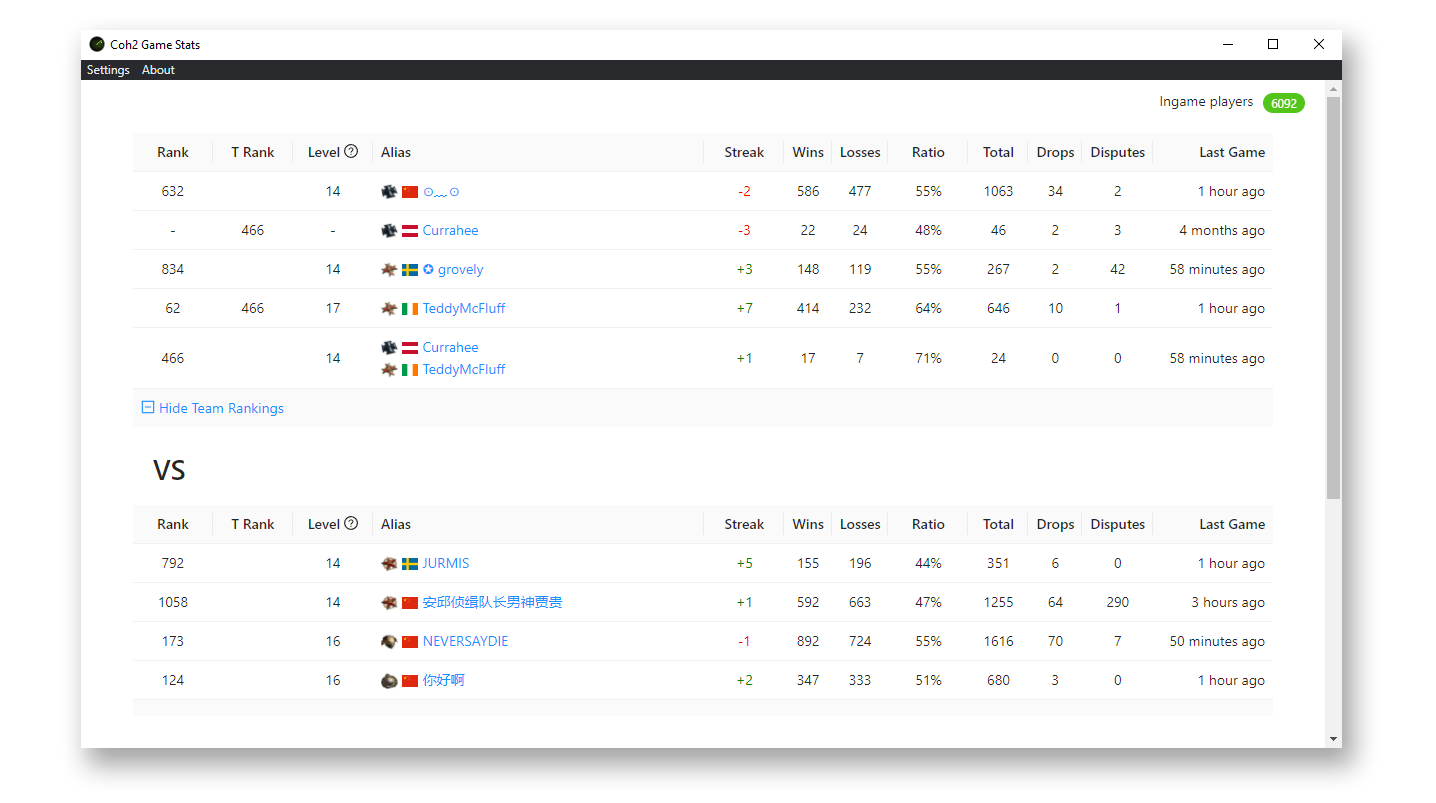 Coh2 Game Stats
Settings About
Ingame players 6092
Rank T Rank Level Alias Streak Wins Losses Ratio Total Drops Disputes Last Game
632 14 ⊙﹏⊙ -2 586 477 55% 1063 34 2 1 hour ago
- 466 - Currahee -3 22 24 48% 46 2 3 4 months ago
834 14 ✪ grovely +3 148 119 55% 267 2 42 58 minutes ago
62 466 17 TeddyMcFluff +7 414 232 64% 646 10 1 1 hour ago
466 14 Currahee +1 17 7 71% 24 0 0 58 minutes ago
TeddyMcFluff
Hide Team Rankings
VS
Rank T Rank Level Alias Streak Wins Losses Ratio Total Drops Disputes Last Game
792 14 JURMIS +5 155 196 44% 351 6 0 1 hour ago
1058 14 安邱侦缉队长男神贾贵 +1 592 663 47% 1255 64 290 3 hours ago
173 16 NEVERSAYDIE -1 892 724 55% 1616 70 7 50 minutes ago
124 16 你好啊 +2 347 333 51% 680 3 0 1 hour ago